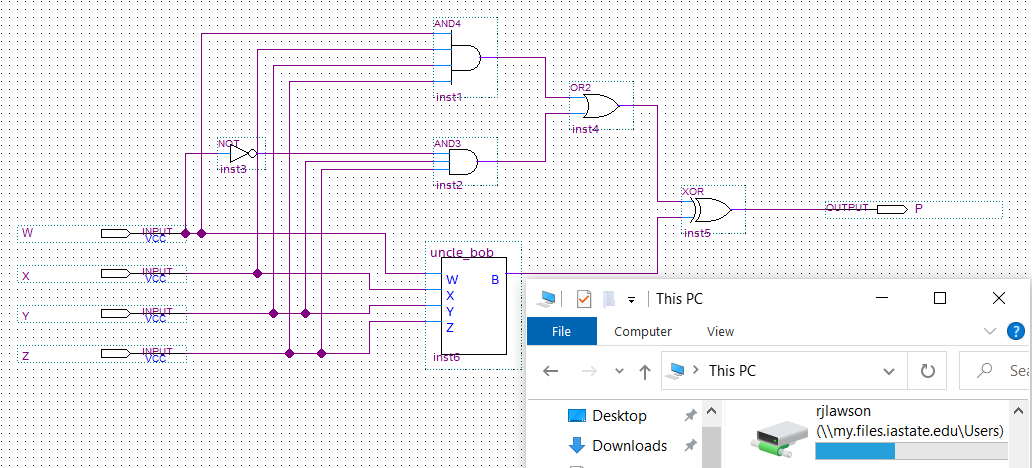 AND4
inst1
OR2
inst4
NOT
inst3
AND3
inst2
XOR
inst5
OUTPUT P
W INPUT
VCC
X INPUT
VCC
Y INPUT
VCC
Z INPUT
VCC
uncle_bob
W B
X
Y
Z
inst6
This PC
File Computer View
This PC
Sea
Desktop
Downloads
rjlawson
(\\my.files.iastate.edu\Users)